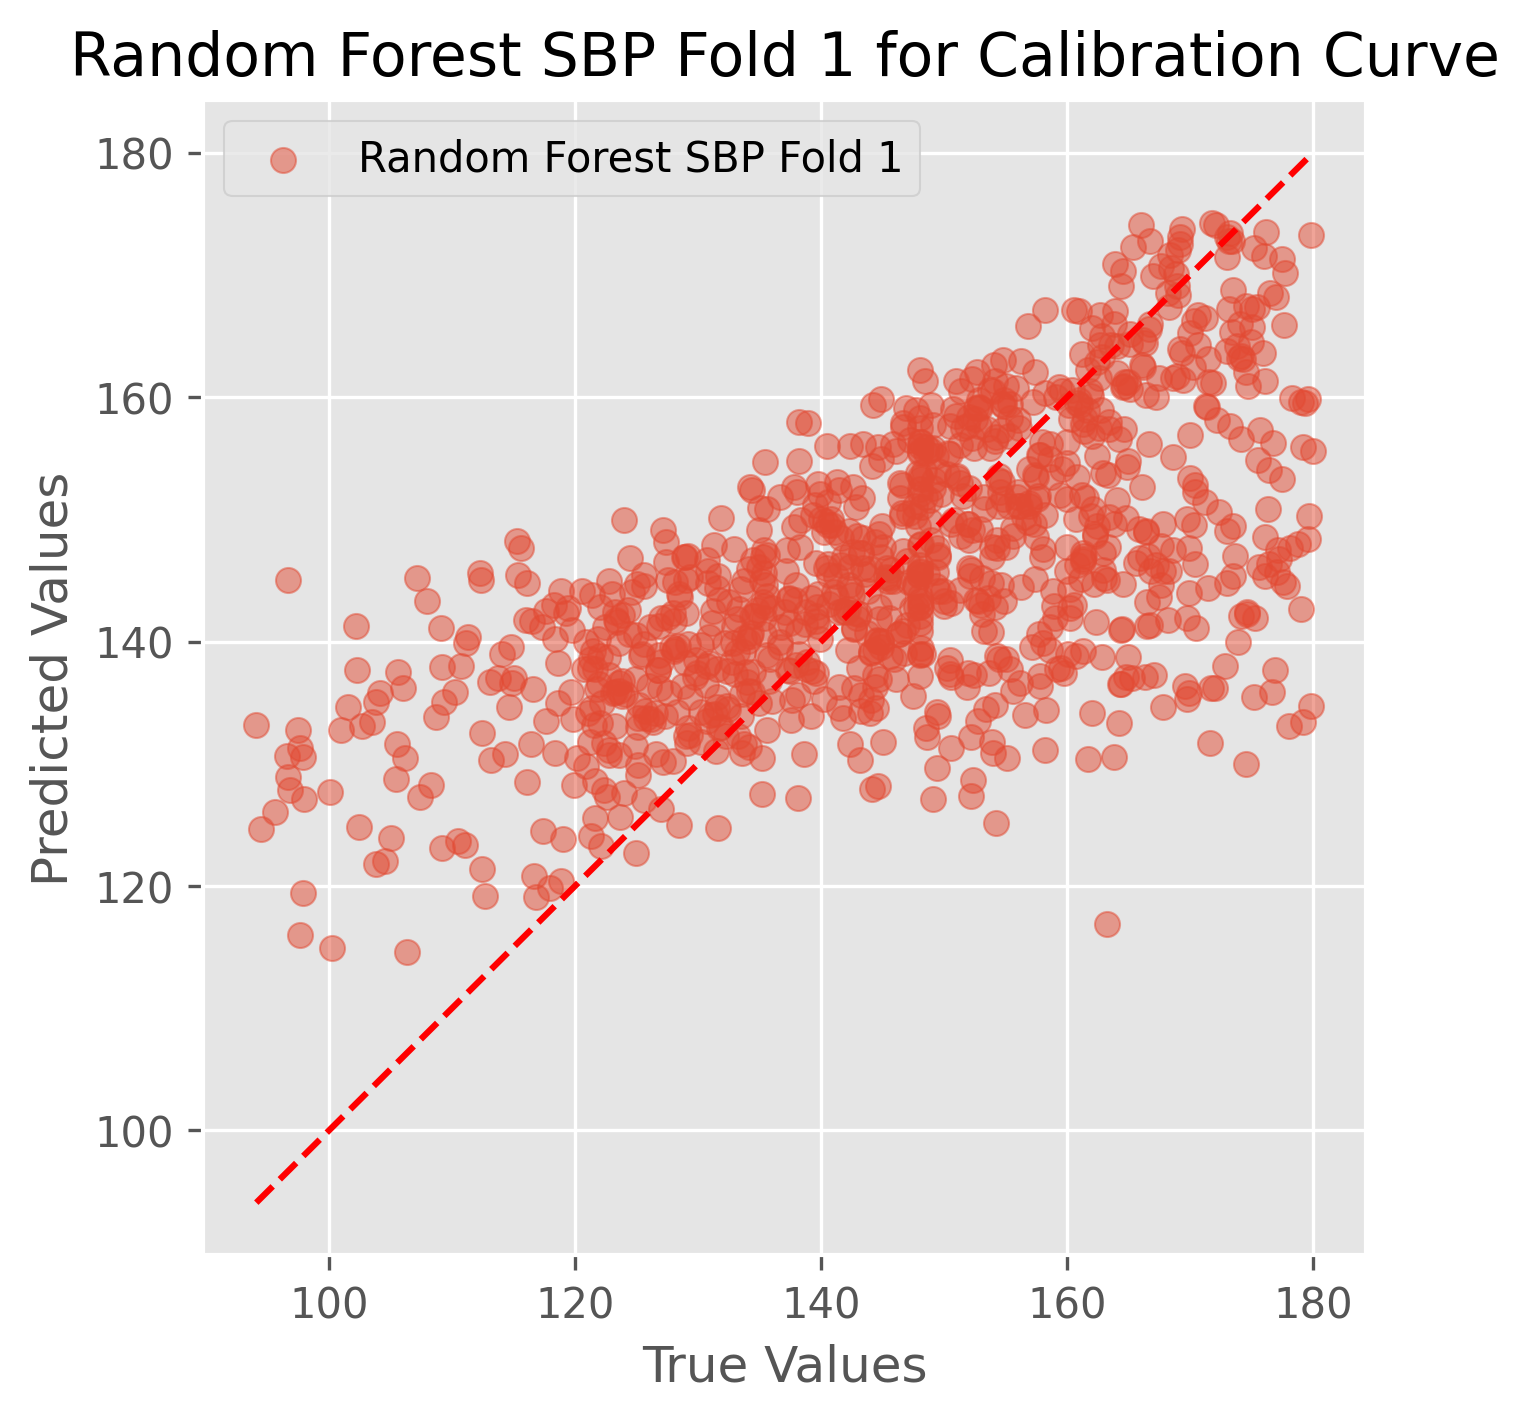 Random Forest SBP Fold 1 for Calibration Curve
Random Forest SBP Fold 1
180
160
140
120
100
Predicted Values
100 120 140 160 180
True Values